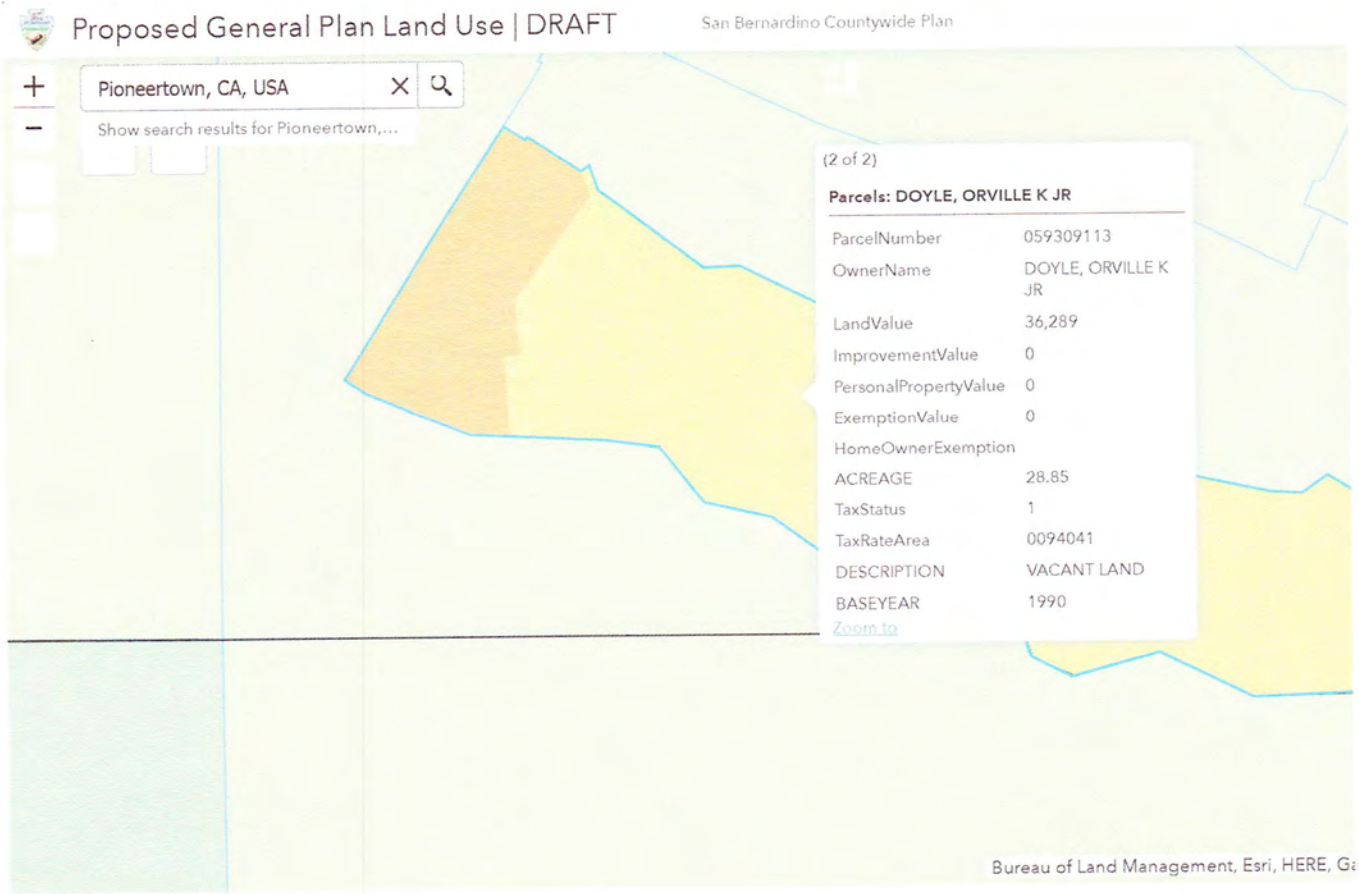 Proposed General Plan Land Use | DRAFT
San Bernardino Countywide Plan
+
Pioneertown, CA, USA
−
Show search results for Pioneertown,...
(2 of 2)
Parcels: DOYLE, ORVILLE K JR
ParcelNumber 059309113
OwnerName DOYLE, ORVILLE K
JR
LandValue 36,289
ImprovementValue 0
PersonalPropertyValue 0
ExemptionValue 0
HomeOwnerExemption
ACREAGE 28.85
TaxStatus 1
TaxRateArea 0094041
DESCRIPTION VACANT LAND
BASEYEAR 1990
Zoom to
Bureau of Land Management, Esri, HERE, Ga